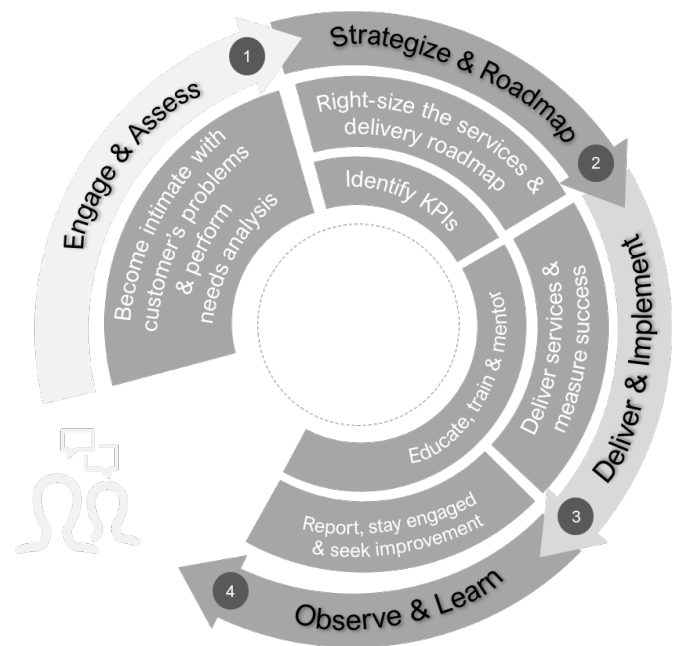 1
Engage & Assess
Become intimate with
customer's problems
& perform
needs analysis
Strategize & Roadmap
2
Right-size the services &
delivery roadmap
Identify KPIs
Deliver & Implement
3
Deliver services &
measure success
Educate, train & mentor
Observe & Learn
4
Report, stay engaged
& seek improvement